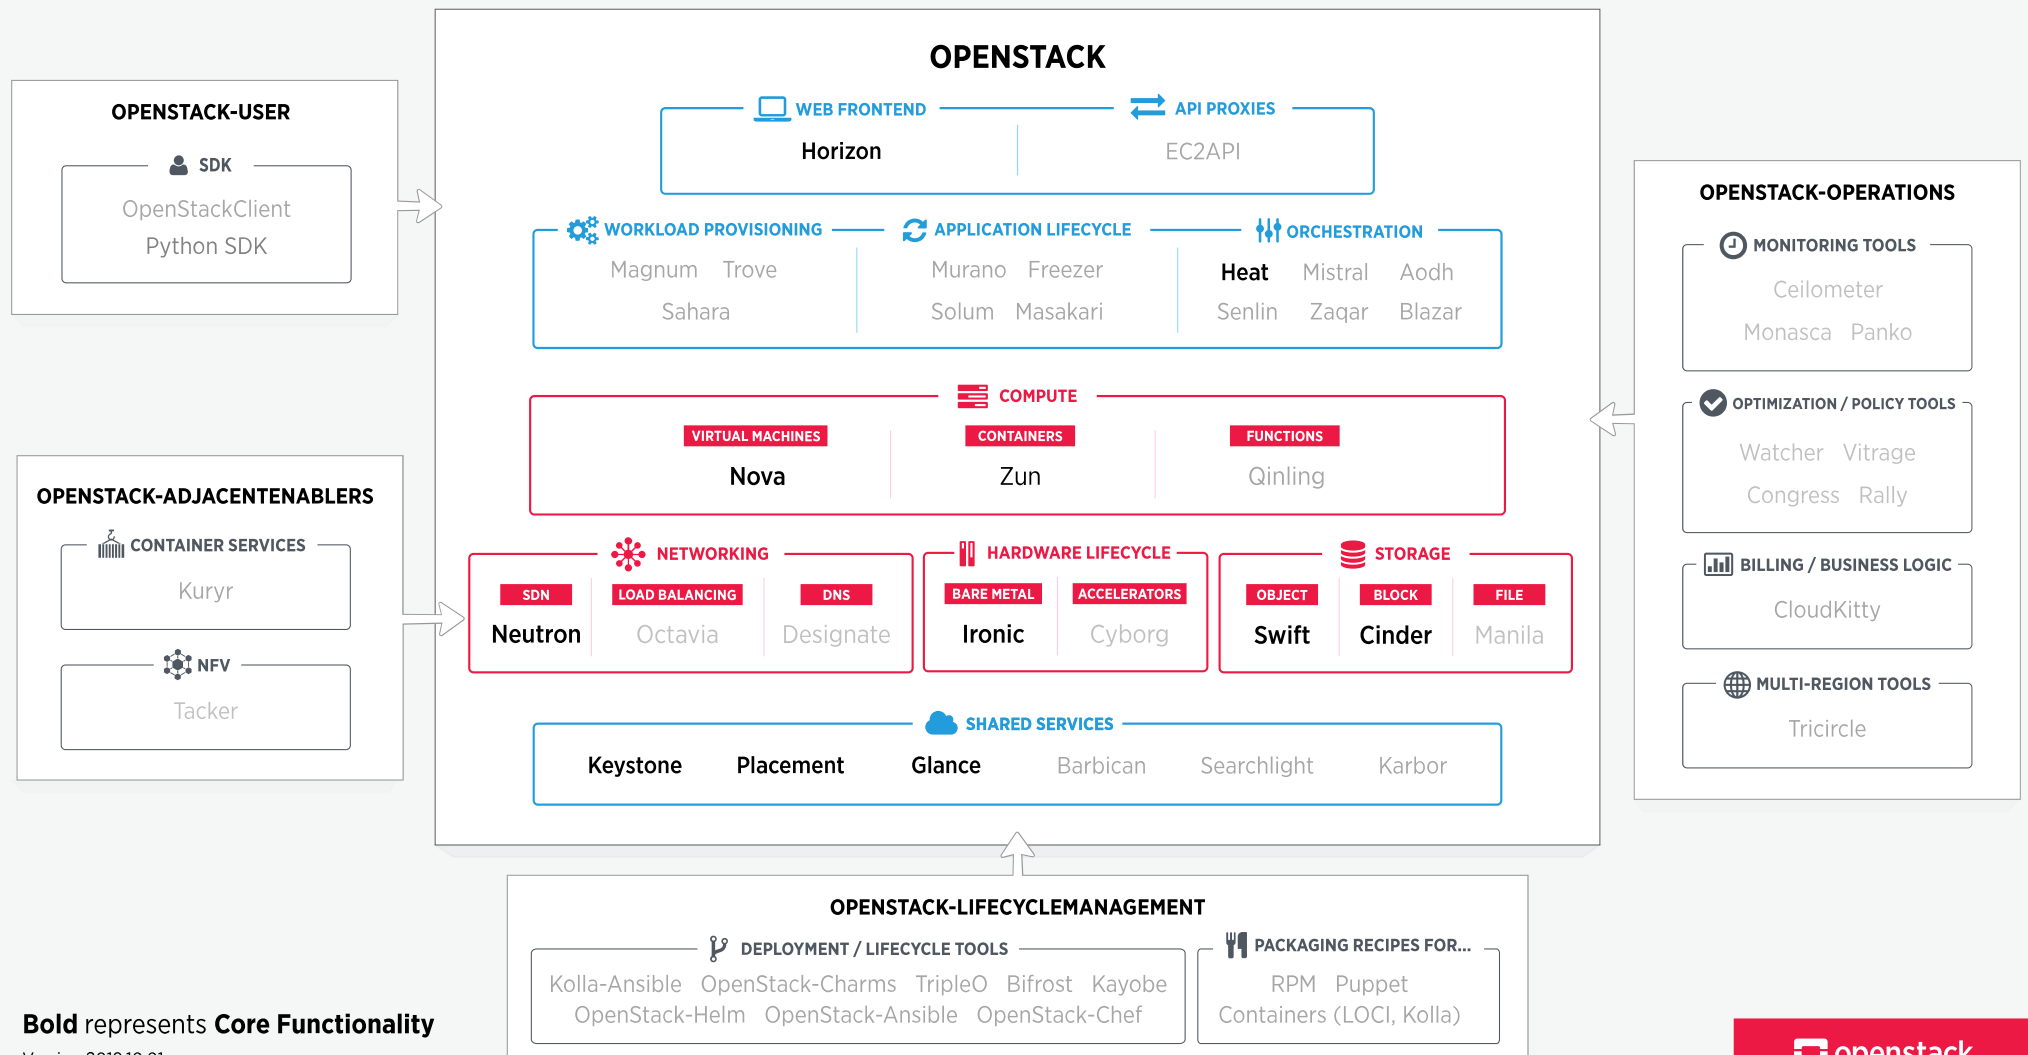 OPENSTACK
WEB FRONTEND
API PROXIES
Horizon
EC2API
WORKLOAD PROVISIONING
APPLICATION LIFECYCLE
ORCHESTRATION
Magnum Trove
Sahara
Murano Freezer
Solum Masakari
Heat Mistral Aodh
Senlin Zaqar Blazar
COMPUTE
VIRTUAL MACHINES
CONTAINERS
FUNCTIONS
Nova
Zun
Qinling
NETWORKING
SDN
LOAD BALANCING
DNS
Neutron
Octavia
Designate
HARDWARE LIFECYCLE
BARE METAL
ACCELERATORS
Ironic
Cyborg
STORAGE
OBJECT
BLOCK
FILE
Swift
Cinder
Manila
SHARED SERVICES
Keystone Placement Glance Barbican Searchlight Karbor
OPENSTACK-USER
SDK
OpenStackClient
Python SDK
OPENSTACK-ADJACENTENABLERS
CONTAINER SERVICES
Kuryr
NFV
Tacker
OPENSTACK-OPERATIONS
MONITORING TOOLS
Ceilometer
Monasca Panko
OPTIMIZATION / POLICY TOOLS
Watcher Vitrage
Congress Rally
BILLING / BUSINESS LOGIC
CloudKitty
MULTI-REGION TOOLS
Tricircle
OPENSTACK-LIFECYCLEMANAGEMENT
DEPLOYMENT / LIFECYCLE TOOLS
Kolla-Ansible OpenStack-Charms TripleO Bifrost Kayobe
OpenStack-Helm OpenStack-Ansible OpenStack-Chef
PACKAGING RECIPES FOR...
RPM Puppet
Containers (LOCI, Kolla)
Bold represents Core Functionality
openstack